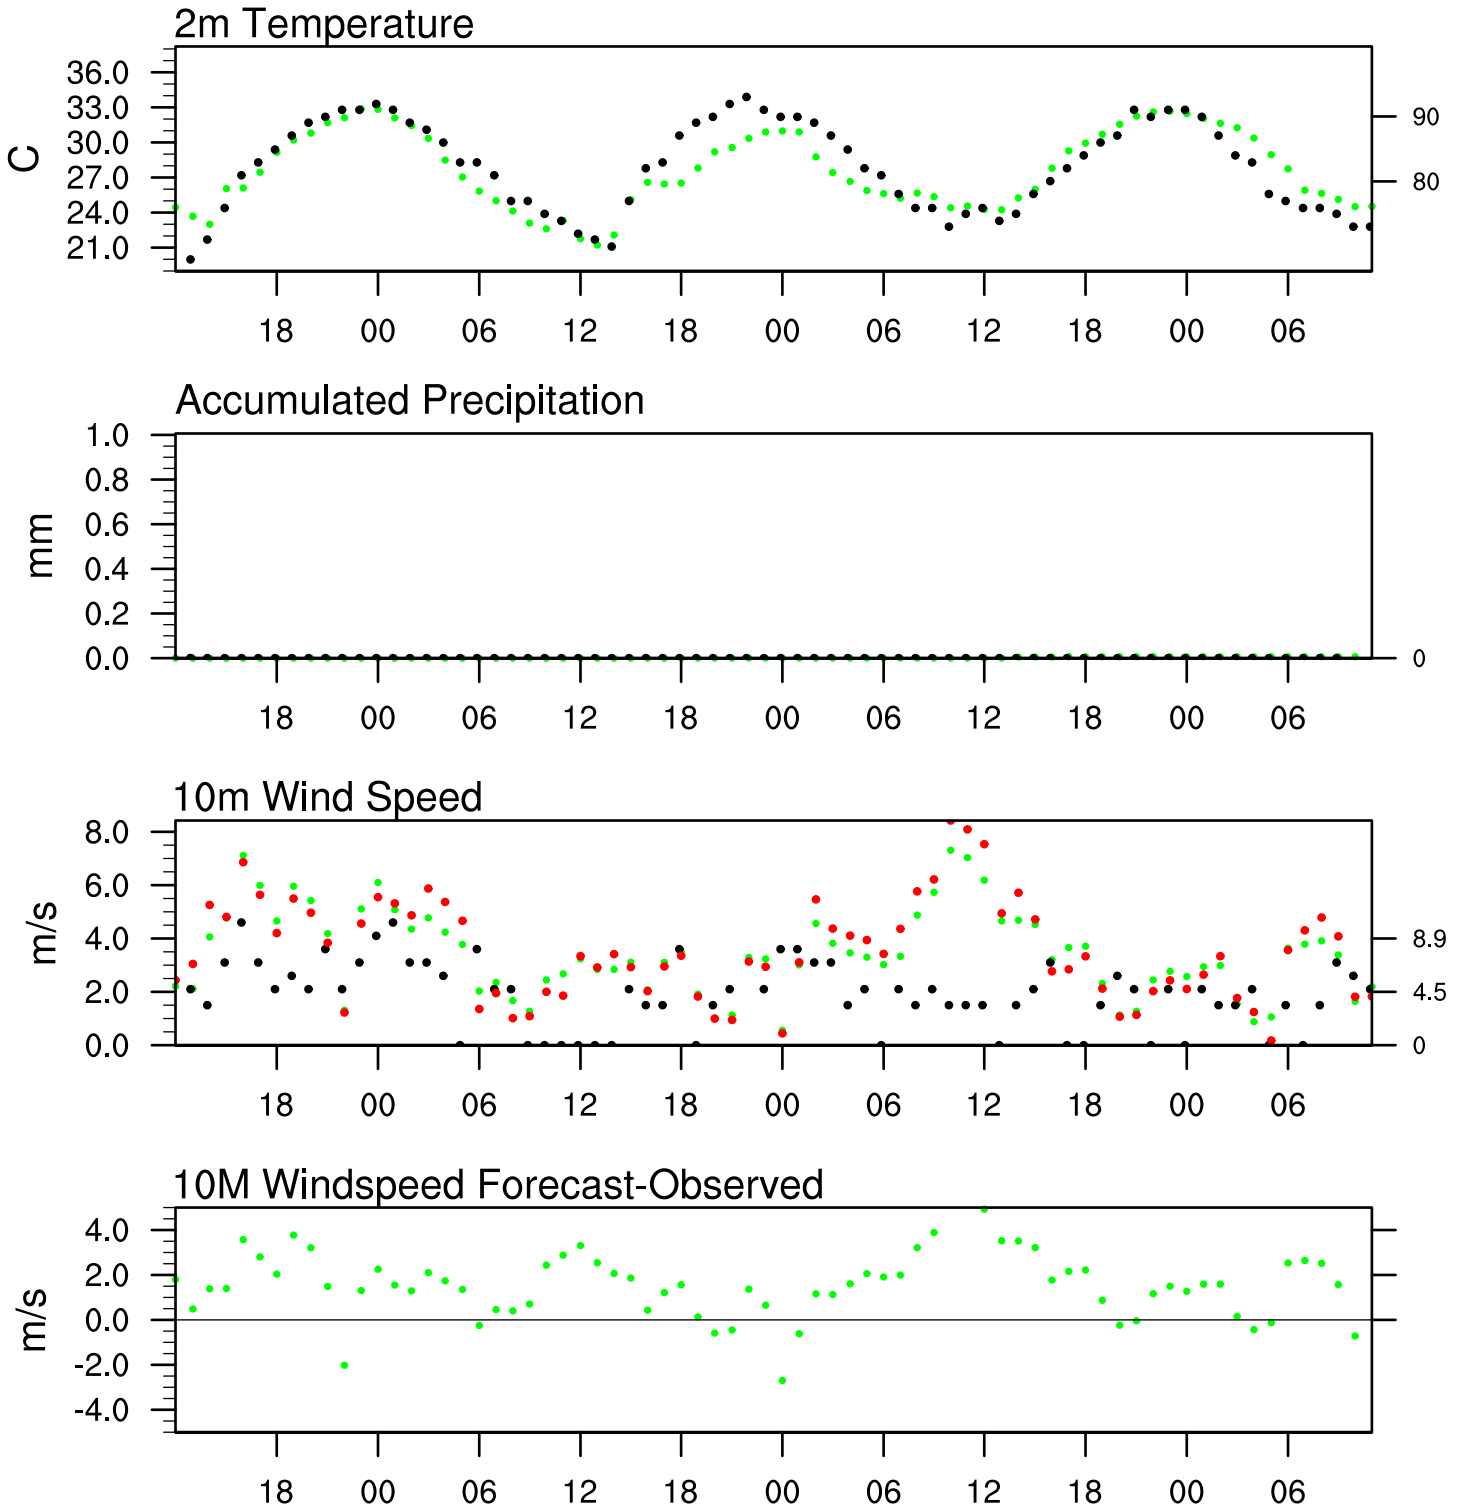 2m Temperature
36.0
33.0
30.0
27.0
24.0
21.0
C
90
80
18 00 06 12 18 00 06 12 18 00 06
Accumulated Precipitation
1.0
0.8
0.6
0.4
0.2
0.0
mm
0
18 00 06 12 18 00 06 12 18 00 06
10m Wind Speed
8.0
6.0
4.0
2.0
0.0
m/s
8.9
4.5
0
18 00 06 12 18 00 06 12 18 00 06
10M Windspeed Forecast-Observed
4.0
2.0
0.0
-2.0
-4.0
m/s
18 00 06 12 18 00 06 12 18 00 06